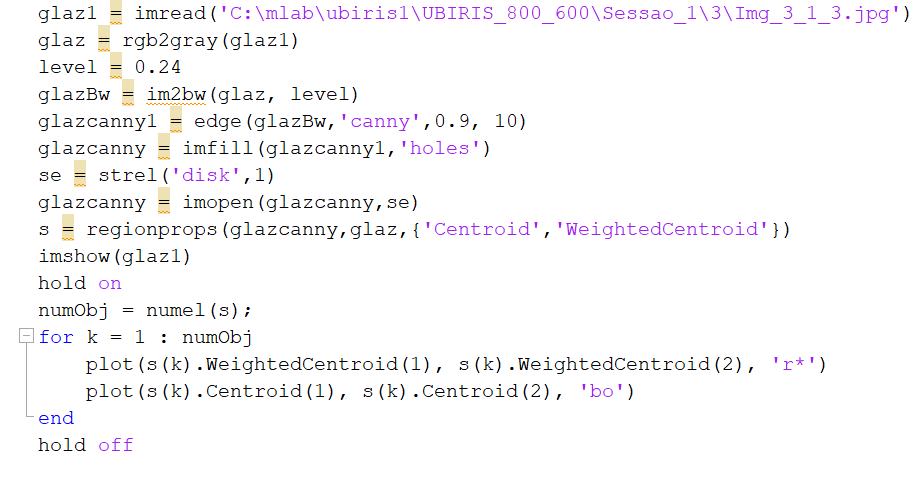 glaz1 = imread('C:\mlab\ubiris1\UBIRIS_800_600\Sessao_1\3\Img_3_1_3.jpg')
glaz = rgb2gray(glaz1)
level = 0.24
glazBw = im2bw(glaz, level)
glazcanny1 = edge(glazBw,'canny',0.9, 10)
glazcanny = imfill(glazcanny1,'holes')
se = strel('disk',1)
glazcanny = imopen(glazcanny,se)
s = regionprops(glazcanny,glaz,{'Centroid','WeightedCentroid'})
imshow(glaz1)
hold on
numObj = numel(s);
for k = 1 : numObj
    plot(s(k).WeightedCentroid(1), s(k).WeightedCentroid(2), 'r*')
    plot(s(k).Centroid(1), s(k).Centroid(2), 'bo')
end
hold off